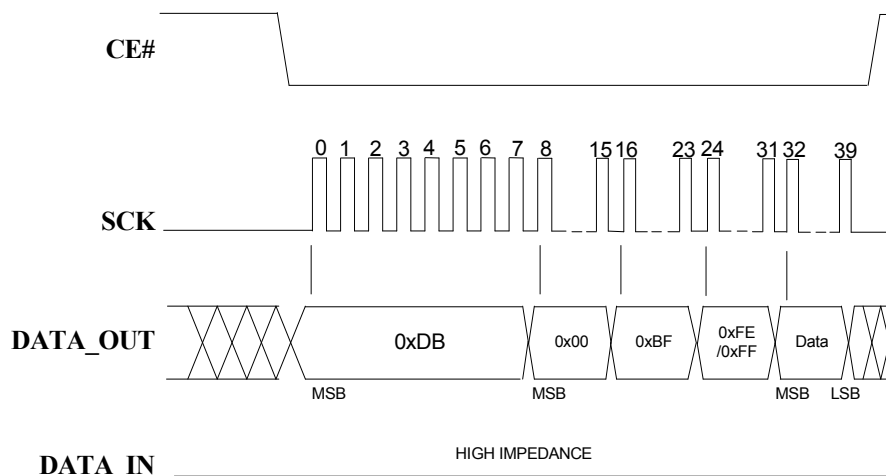 CE#
0 1 2 3 4 5 6 7 8 15 16 23 24 31 32 39
SCK
DATA_OUT 0xDB 0x00 0xBF 0xFE /0xFF Data
MSB MSB MSB LSB
HIGH IMPEDANCE
DATA_IN